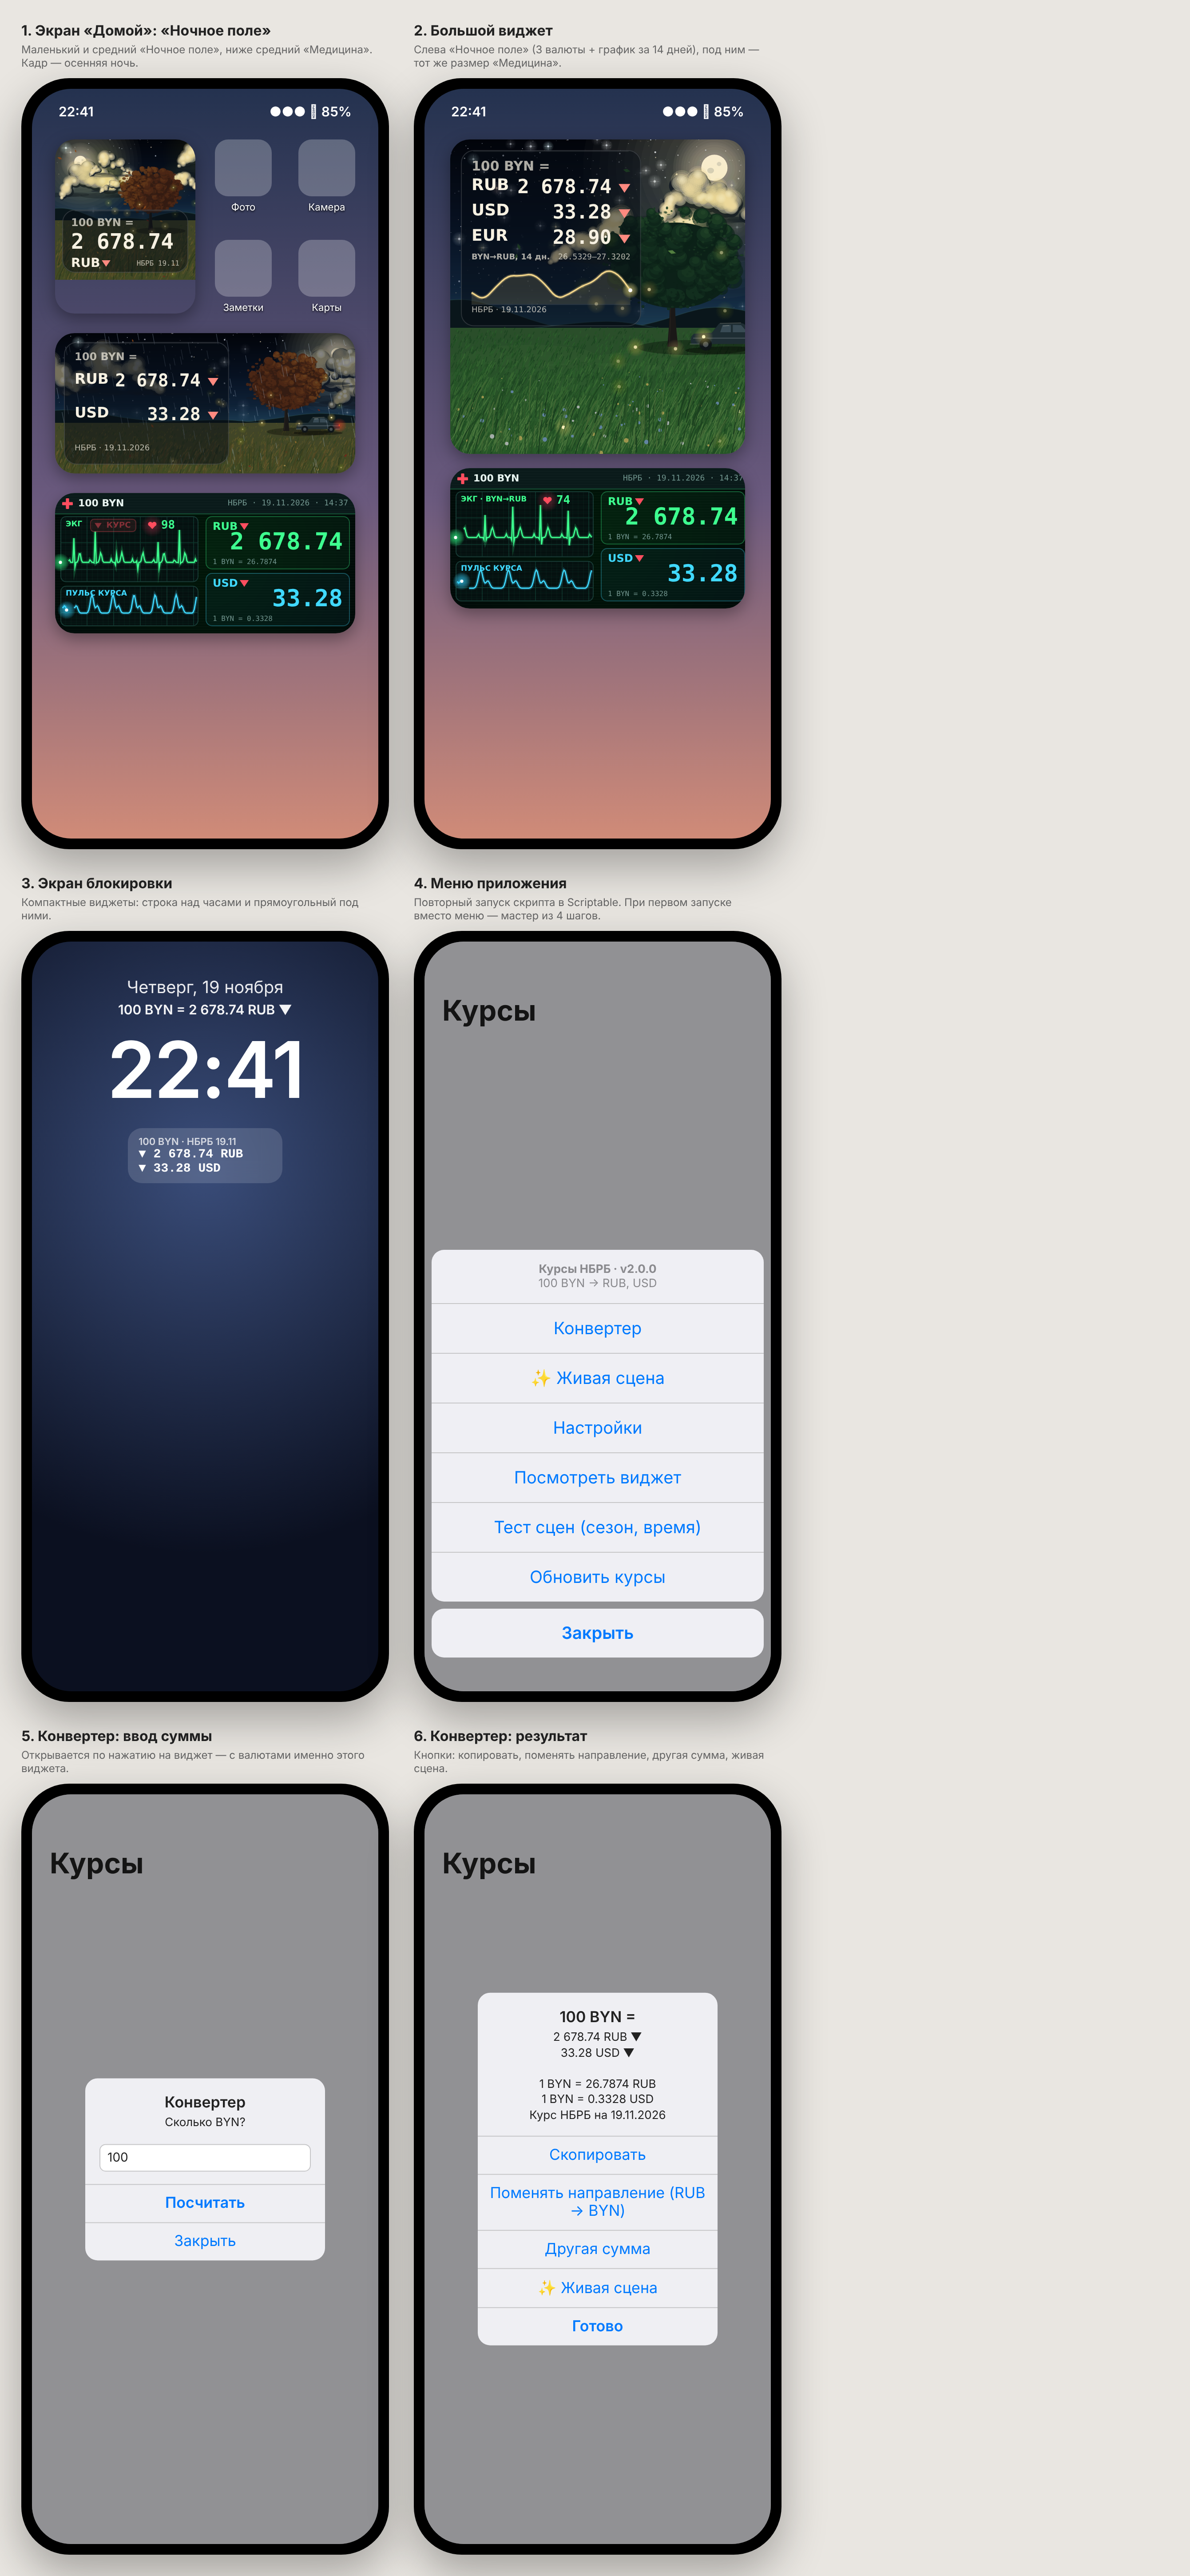 1. Экран «Домой»: «Ночное поле»
Маленький и средний «Ночное поле», ниже средний «Медицина».
Кадр — осенняя ночь.
22:41
85%
100 BYN =
2 678.74
RUB▼
НБРБ 19.11
Фото
Камера
Заметки
Карты
100 BYN =
RUB 2 678.74 ▼
USD 33.28 ▼
НБРБ · 19.11.2026
100 BYN
НБРБ · 19.11.2026 · 14:37
ЭКГ
▼ КУРС
98
ПУЛЬС КУРСА
RUB▼
2 678.74
1 BYN = 26.7874
USD▼
33.28
1 BYN = 0.3328
2. Большой виджет
Слева «Ночное поле» (3 валюты + график за 14 дней), под ним —
тот же размер «Медицина».
22:41
85%
100 BYN =
RUB 2 678.74 ▼
USD 33.28 ▼
EUR 28.90 ▼
BYN→RUB, 14 дн. 26.5329–27.3202
НБРБ · 19.11.2026
100 BYN
НБРБ · 19.11.2026 · 14:37
ЭКГ · BYN→RUB
74
ПУЛЬС КУРСА
RUB▼
2 678.74
1 BYN = 26.7874
USD▼
33.28
1 BYN = 0.3328
3. Экран блокировки
Компактные виджеты: строка над часами и прямоугольный под
ними.
Четверг, 19 ноября
100 BYN = 2 678.74 RUB ▼
22:41
100 BYN · НБРБ 19.11
▼ 2 678.74 RUB
▼ 33.28 USD
4. Меню приложения
Повторный запуск скрипта в Scriptable. При первом запуске
вместо меню — мастер из 4 шагов.
Курсы
Курсы НБРБ · v2.0.0
100 BYN → RUB, USD
Конвертер
✨ Живая сцена
Настройки
Посмотреть виджет
Тест сцен (сезон, время)
Обновить курсы
Закрыть
5. Конвертер: ввод суммы
Открывается по нажатию на виджет — с валютами именно этого
виджета.
Курсы
Конвертер
Сколько BYN?
100
Посчитать
Закрыть
6. Конвертер: результат
Кнопки: копировать, поменять направление, другая сумма, живая
сцена.
Курсы
100 BYN =
2 678.74 RUB ▼
33.28 USD ▼
1 BYN = 26.7874 RUB
1 BYN = 0.3328 USD
Курс НБРБ на 19.11.2026
Скопировать
Поменять направление (RUB
→ BYN)
Другая сумма
✨ Живая сцена
Готово